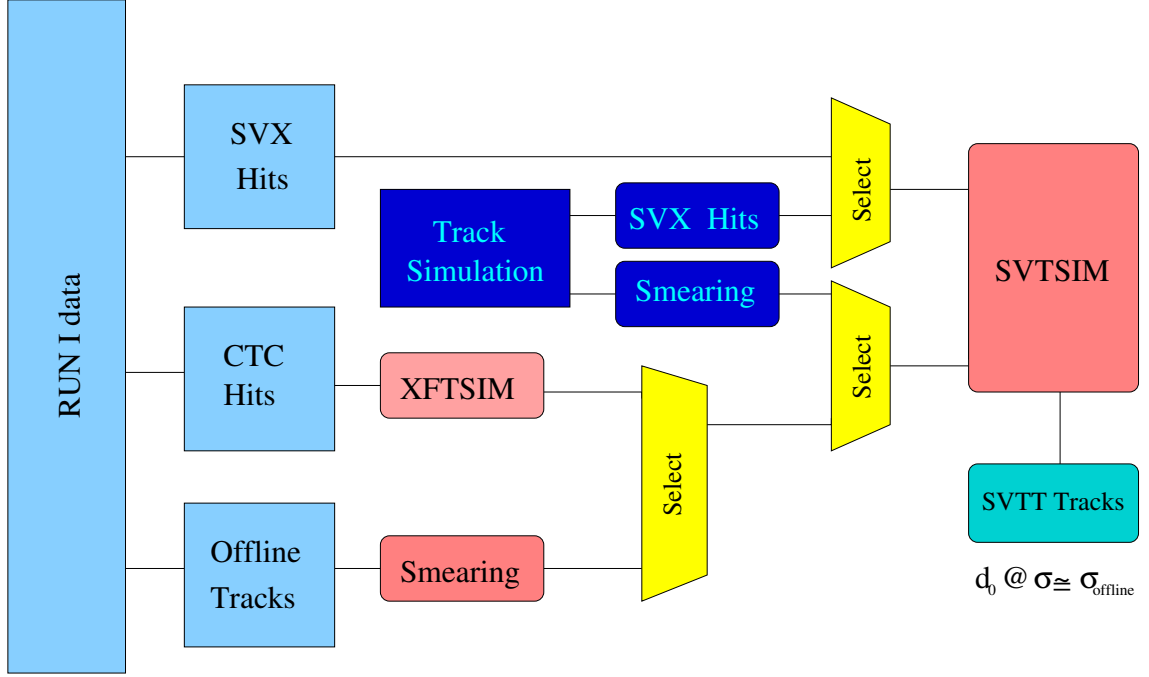 RUN I data
SVX
Hits
CTC
Hits
Offline
Tracks
Track
Simulation
SVX Hits
Smearing
XFTSIM
Smearing
Select
Select
Select
SVTSIM
SVTT Tracks
d₀ @ σ ≅ σoffline